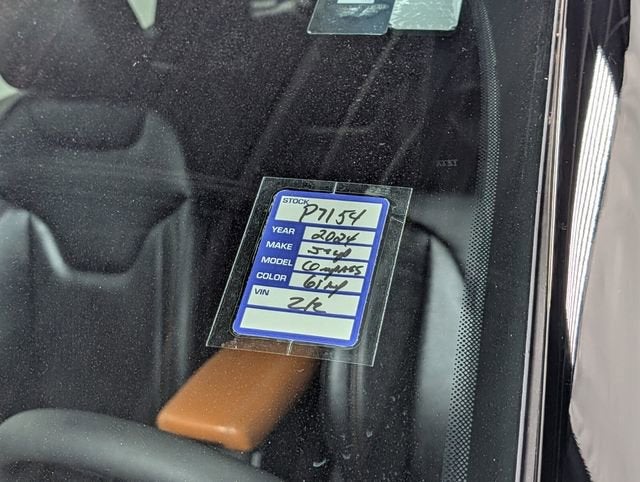 STOCK P7154
YEAR 2024
MAKE Jeep
MODEL Compass
COLOR Gray
VIN